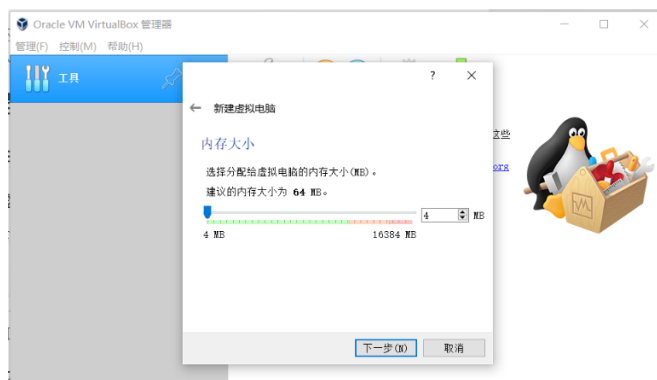 Oracle VM VirtualBox 管理器
管理(F) 控制(M) 帮助(H)
工具
?
新建虚拟电脑
内存大小
选择分配给虚拟电脑的内存大小(MB)。
建议的内存大小为 64 MB。
4 MB
4 MB 16384 MB
下一步(N) 取消
这些
org